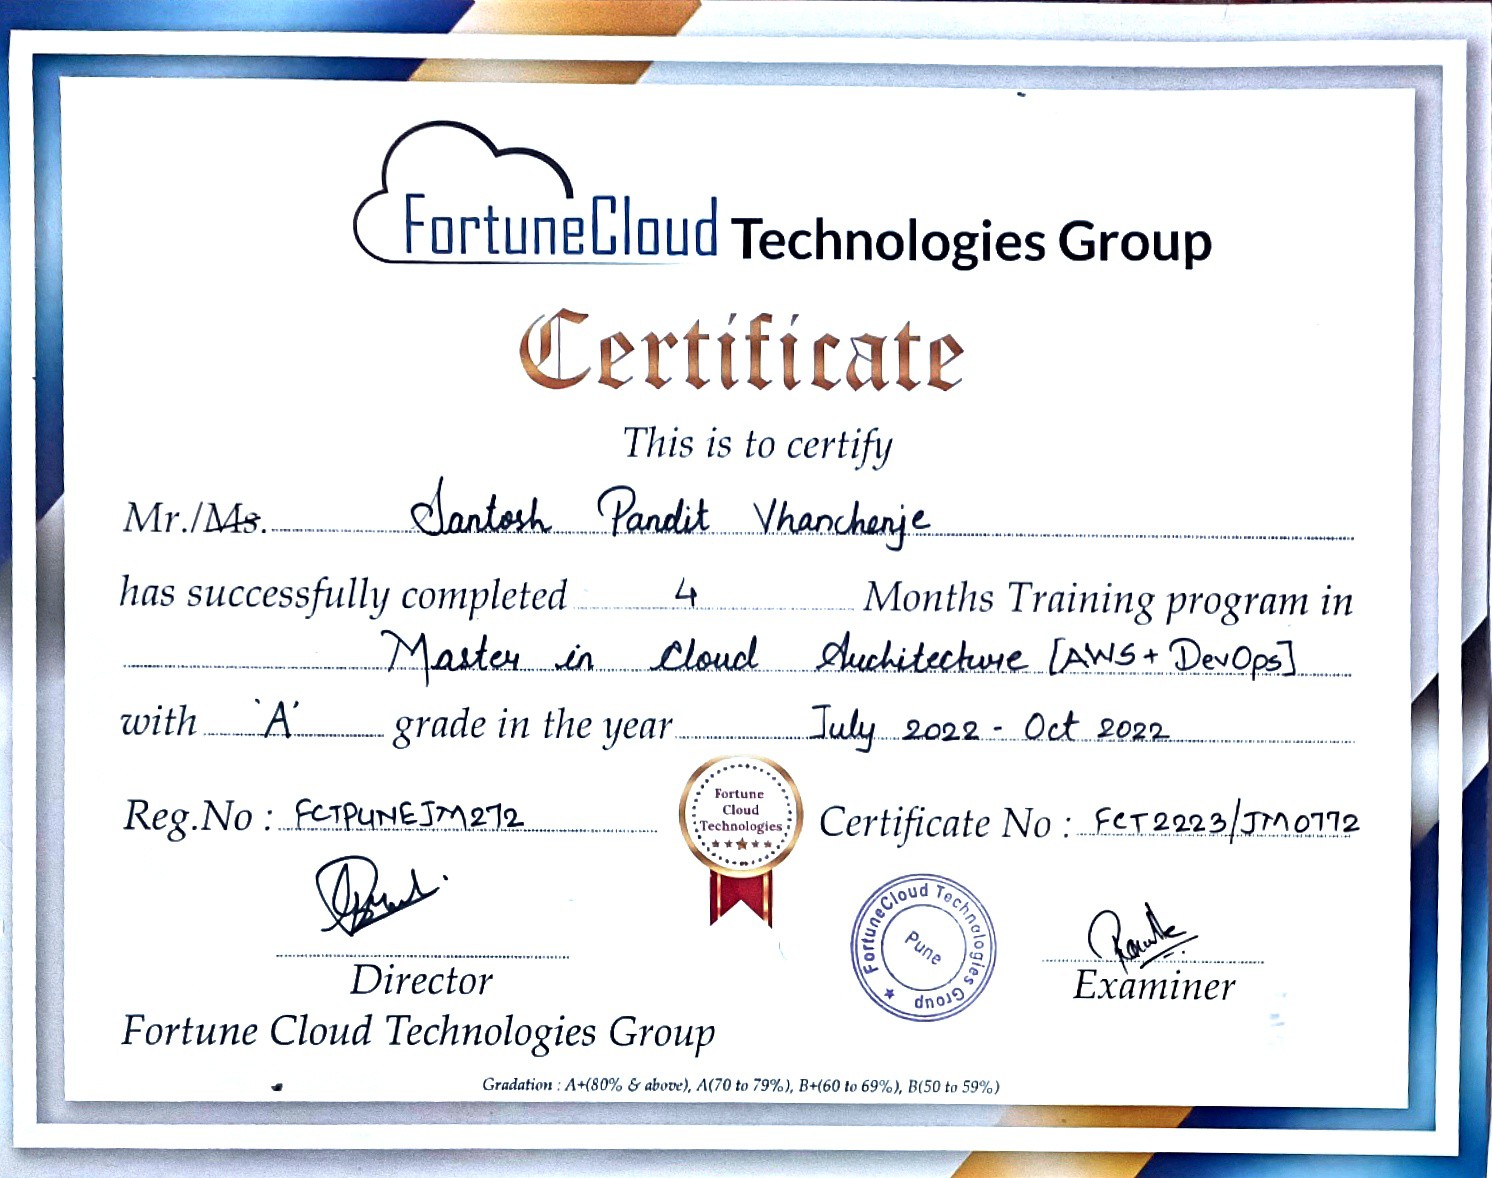 FortuneCloud Technologies Group
Certificate
This is to certify
Mr./Ms. Santosh Pandit Vhanchenje
has successfully completed 4 Months Training program in
Master in Cloud Architecture [AWS + DevOps]
with 'A' grade in the year July 2022 - Oct 2022
Reg.No : FCTPUNEJM272
Fortune
Cloud
Technologies
Certificate No : FCT2223/JM0772
FortuneCloud Technologies Group
Pune
Director
Examiner
Fortune Cloud Technologies Group
Gradation : A+(80% & above), A(70 to 79%), B+(60 to 69%), B(50 to 59%)